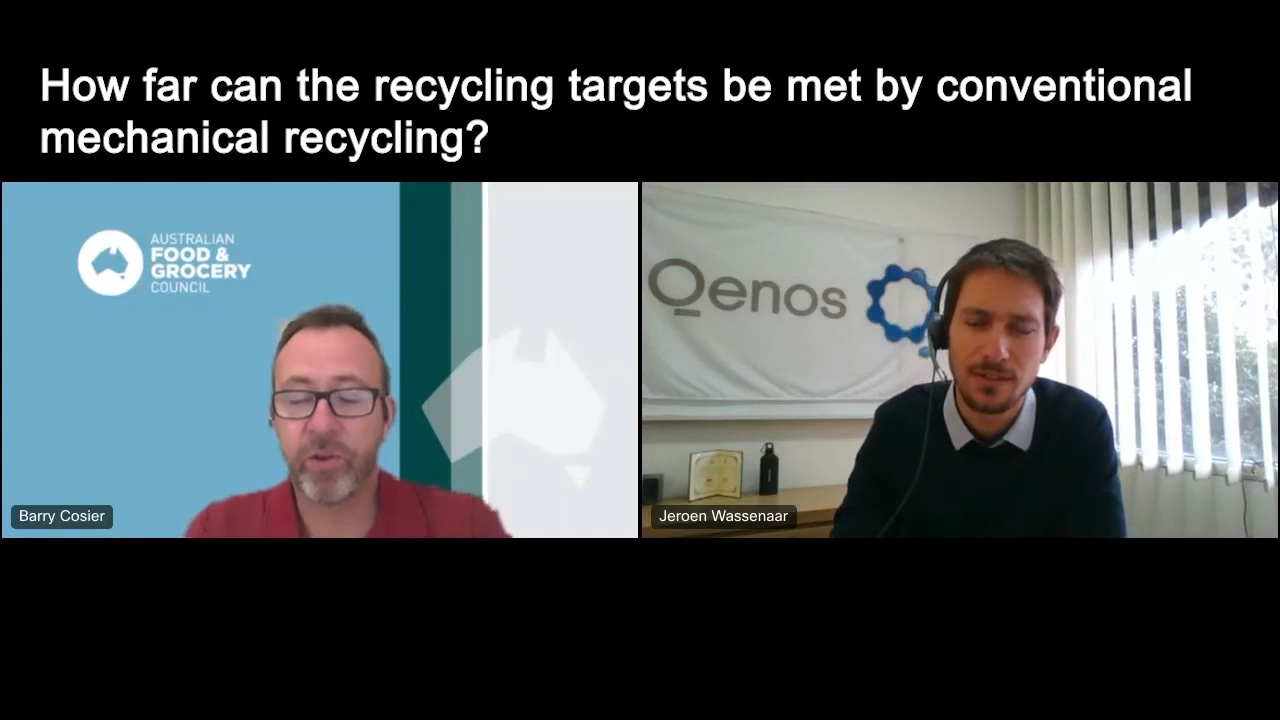 How far can the recycling targets be met by conventional
mechanical recycling?
AUSTRALIAN
FOOD &
GROCERY
COUNCIL
Qenos
Barry Cosier
Jeroen Wassenaar